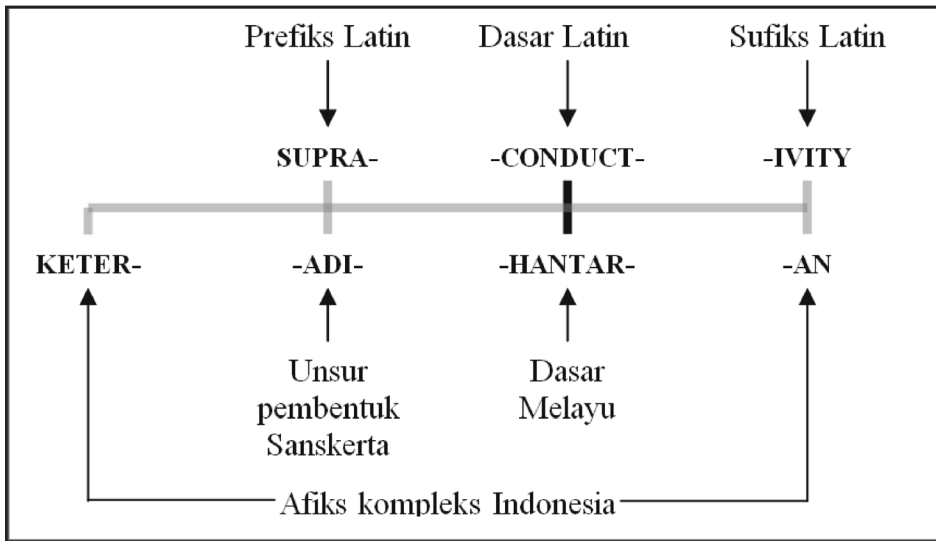 Prefiks Latin Dasar Latin Sufiks Latin
SUPRA- -CONDUCT- -IVITY
KETER- -ADI- -HANTAR- -AN
Unsur
pembentuk
Sanskerta
Dasar
Melayu
Afiks kompleks Indonesia